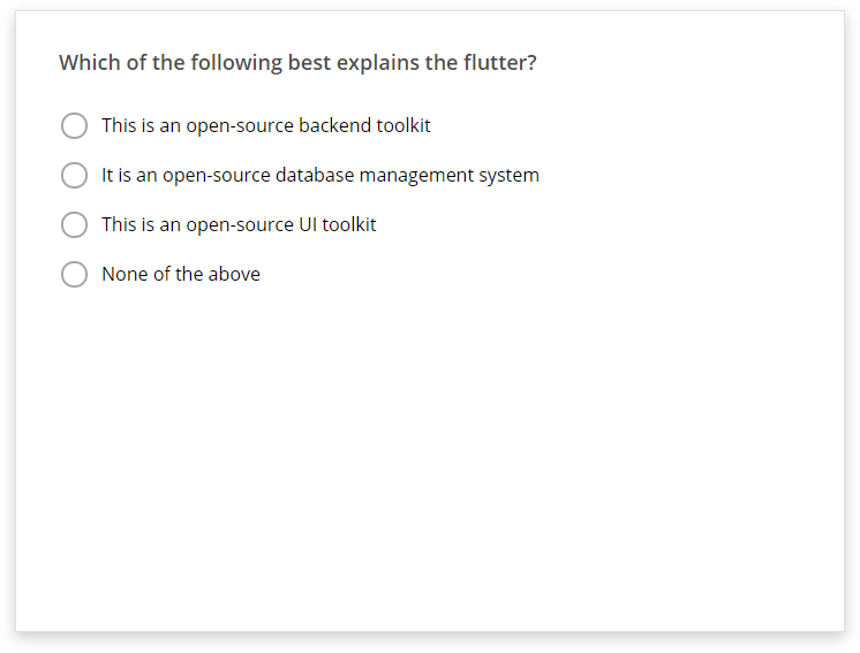 Which of the following best explains the flutter?
This is an open-source backend toolkit
It is an open-source database management system
This is an open-source UI toolkit
None of the above